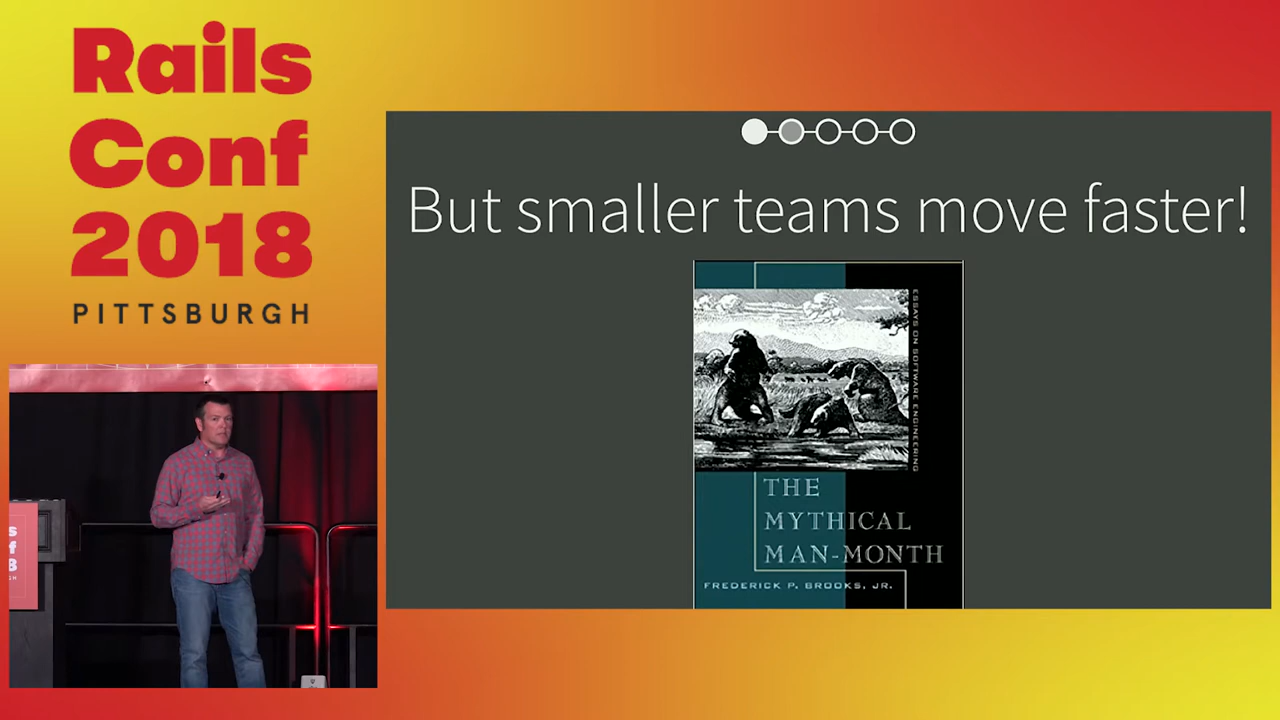 Rails
Conf
2018
PITTSBURGH
But smaller teams move faster!
ESSAYS ON SOFTWARE ENGINEERING
THE
MYTHICAL
MAN-MONTH
FREDERICK P. BROOKS, JR.